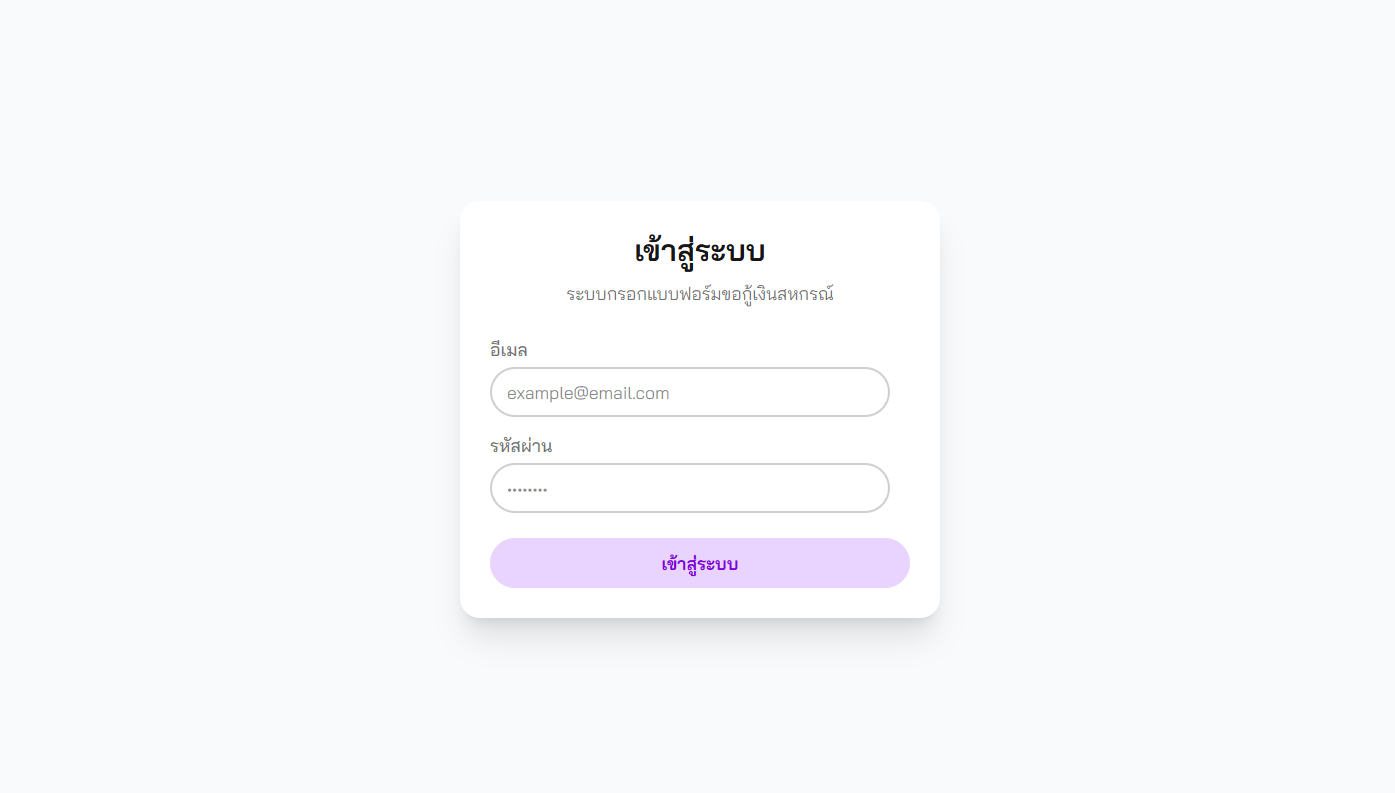 เข้าสู่ระบบ
ระบบกรอกแบบฟอร์มขอกู้เงินสหกรณ์
อีเมล
example@email.com
รหัสผ่าน
••••••••
เข้าสู่ระบบ